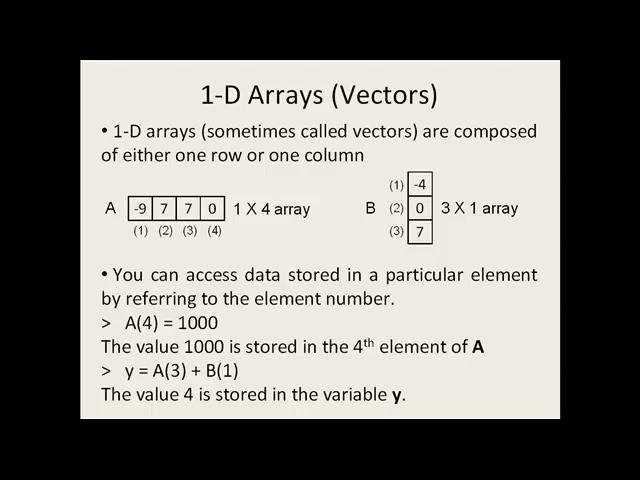 1-D Arrays (Vectors)
• 1-D arrays (sometimes called vectors) are composed
of either one row or one column
A -9 7 7 0 1 X 4 array
(1) (2) (3) (4)
(1) -4
B (2) 0 3 X 1 array
(3) 7
• You can access data stored in a particular element
by referring to the element number.
> A(4) = 1000
The value 1000 is stored in the 4th element of A
> y = A(3) + B(1)
The value 4 is stored in the variable y.